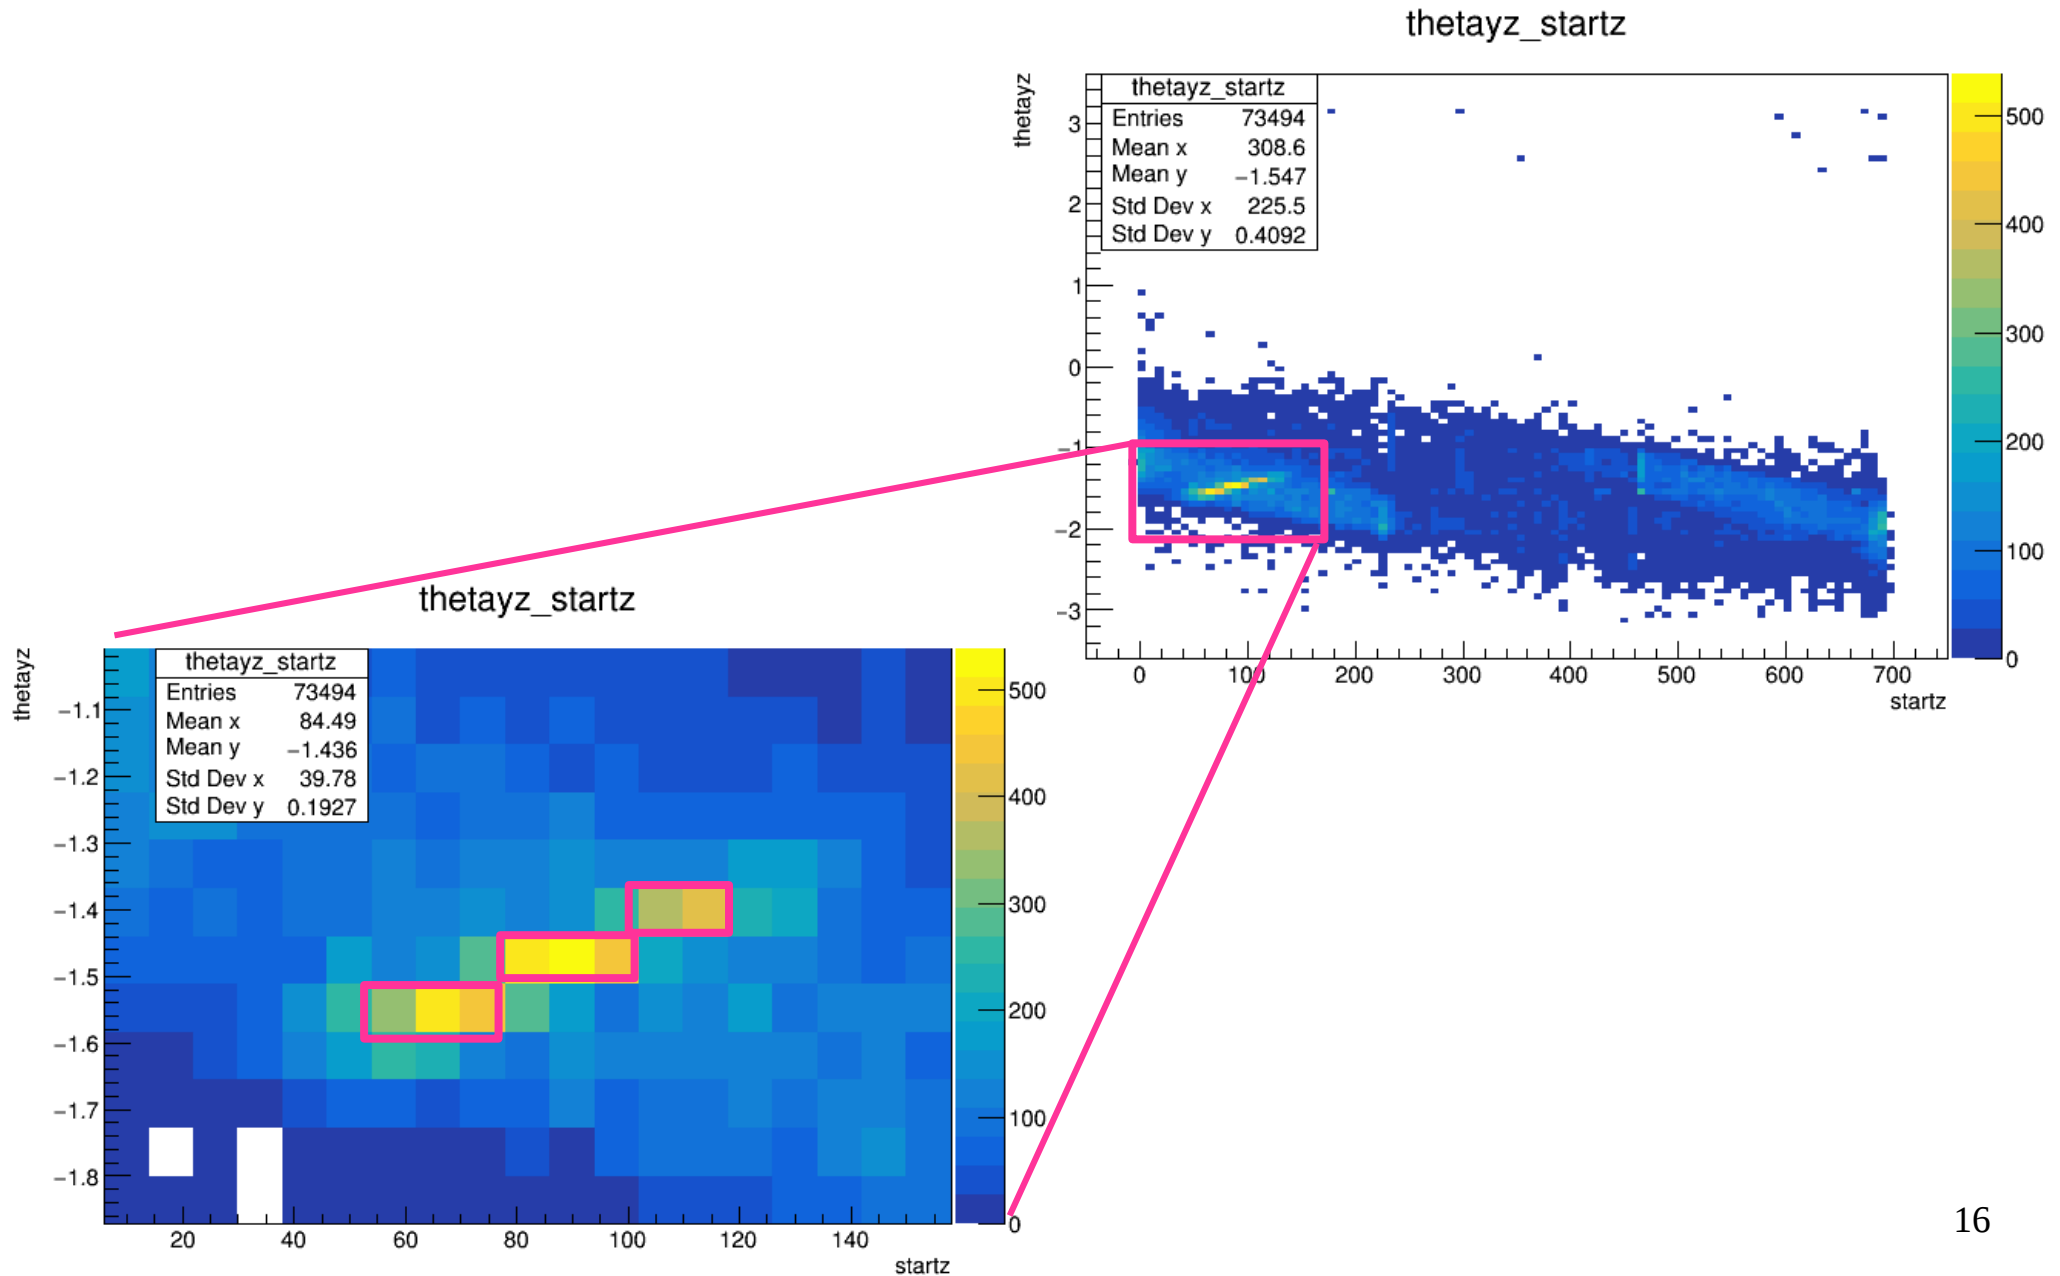 thetayz_startz
thetayz
thetayz_startz
Entries 73494
Mean x 308.6
Mean y −1.547
Std Dev x 225.5
Std Dev y 0.4092
3
2
1
0
−1
−2
−3
0 100 200 300 400 500 600 700
startz
500
400
300
200
100
0
thetayz_startz
thetayz
thetayz_startz
Entries 73494
Mean x 84.49
Mean y −1.436
Std Dev x 39.78
Std Dev y 0.1927
−1.1
−1.2
−1.3
−1.4
−1.5
−1.6
−1.7
−1.8
20 40 60 80 100 120 140
startz
500
400
300
200
100
0
16